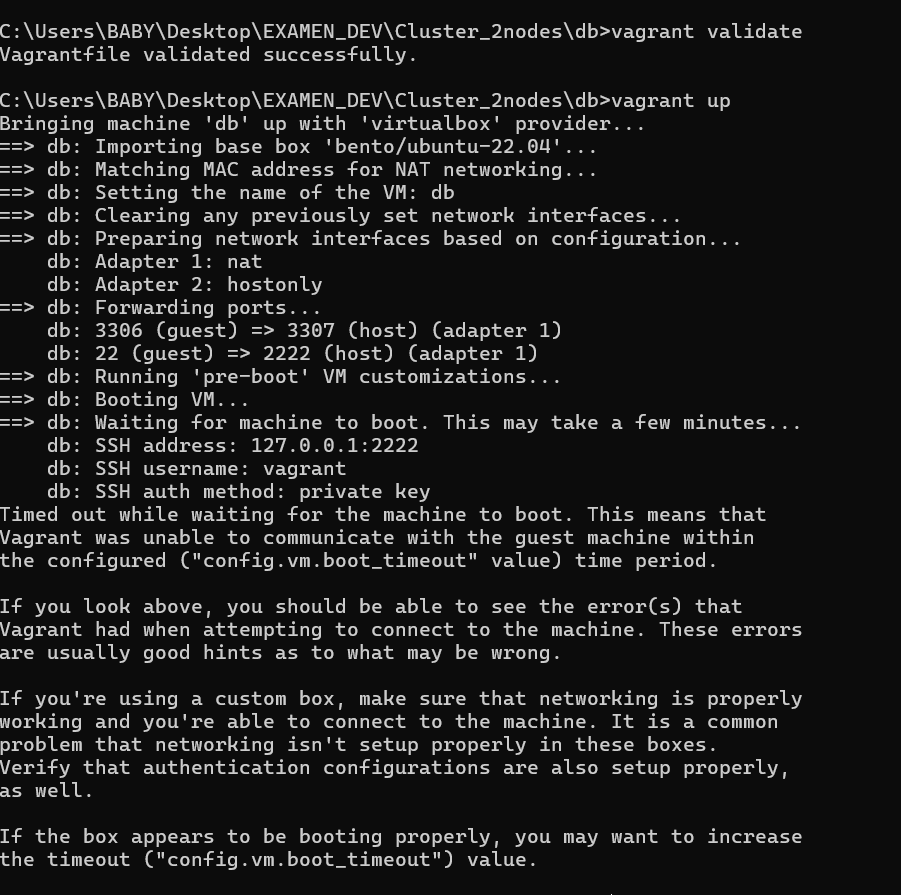 C:\Users\BABY\Desktop\EXAMEN_DEV\Cluster_2nodes\db>vagrant validate
Vagrantfile validated successfully.
C:\Users\BABY\Desktop\EXAMEN_DEV\Cluster_2nodes\db>vagrant up
Bringing machine 'db' up with 'virtualbox' provider...
==> db: Importing base box 'bento/ubuntu-22.04'...
==> db: Matching MAC address for NAT networking...
==> db: Setting the name of the VM: db
==> db: Clearing any previously set network interfaces...
==> db: Preparing network interfaces based on configuration...
    db: Adapter 1: nat
    db: Adapter 2: hostonly
==> db: Forwarding ports...
    db: 3306 (guest) => 3307 (host) (adapter 1)
    db: 22 (guest) => 2222 (host) (adapter 1)
==> db: Running 'pre-boot' VM customizations...
==> db: Booting VM...
==> db: Waiting for machine to boot. This may take a few minutes...
    db: SSH address: 127.0.0.1:2222
    db: SSH username: vagrant
    db: SSH auth method: private key
Timed out while waiting for the machine to boot. This means that
Vagrant was unable to communicate with the guest machine within
the configured ("config.vm.boot_timeout" value) time period.
If you look above, you should be able to see the error(s) that
Vagrant had when attempting to connect to the machine. These errors
are usually good hints as to what may be wrong.
If you're using a custom box, make sure that networking is properly
working and you're able to connect to the machine. It is a common
problem that networking isn't setup properly in these boxes.
Verify that authentication configurations are also setup properly,
as well.
If the box appears to be booting properly, you may want to increase
the timeout ("config.vm.boot_timeout") value.